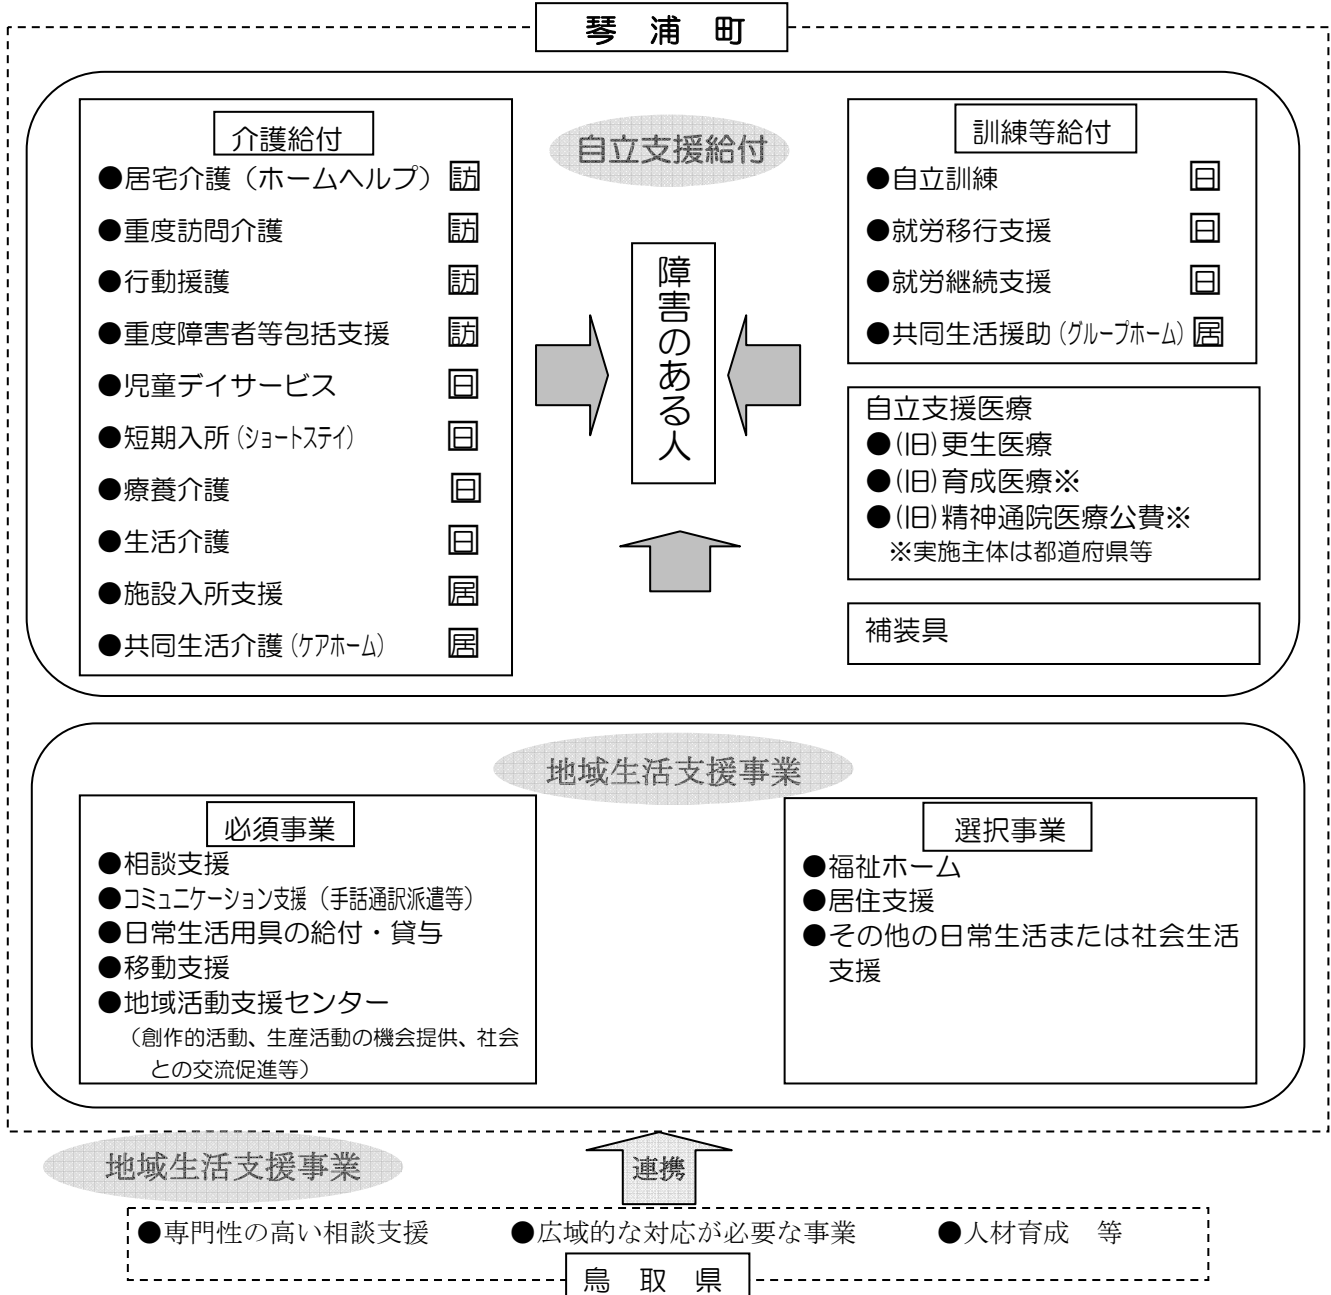 琴 浦 町
自立支援給付
介護給付
●居宅介護(ホームヘルプ) 訪
●重度訪問介護 訪
●行動援護 訪
●重度障害者等包括支援 訪
●児童デイサービス 日
●短期入所(ショートステイ) 日
●療養介護 日
●生活介護 日
●施設入所支援 居
●共同生活介護(ケアホーム) 居
障害のある人
訓練等給付
●自立訓練 日
●就労移行支援 日
●就労継続支援 日
●共同生活援助(グループホーム) 居
自立支援医療
●(旧)更生医療
●(旧)育成医療※
●(旧)精神通院医療公費※
※実施主体は都道府県等
補装具
地域生活支援事業
必須事業
●相談支援
●コミュニケーション支援(手話通訳派遣等)
●日常生活用具の給付・貸与
●移動支援
●地域活動支援センター
(創作的活動、生産活動の機会提供、社会
との交流促進等)
選択事業
●福祉ホーム
●居住支援
●その他の日常生活または社会生活
支援
地域生活支援事業
連携
●専門性の高い相談支援 ●広域的な対応が必要な事業 ●人材育成 等
鳥 取 県